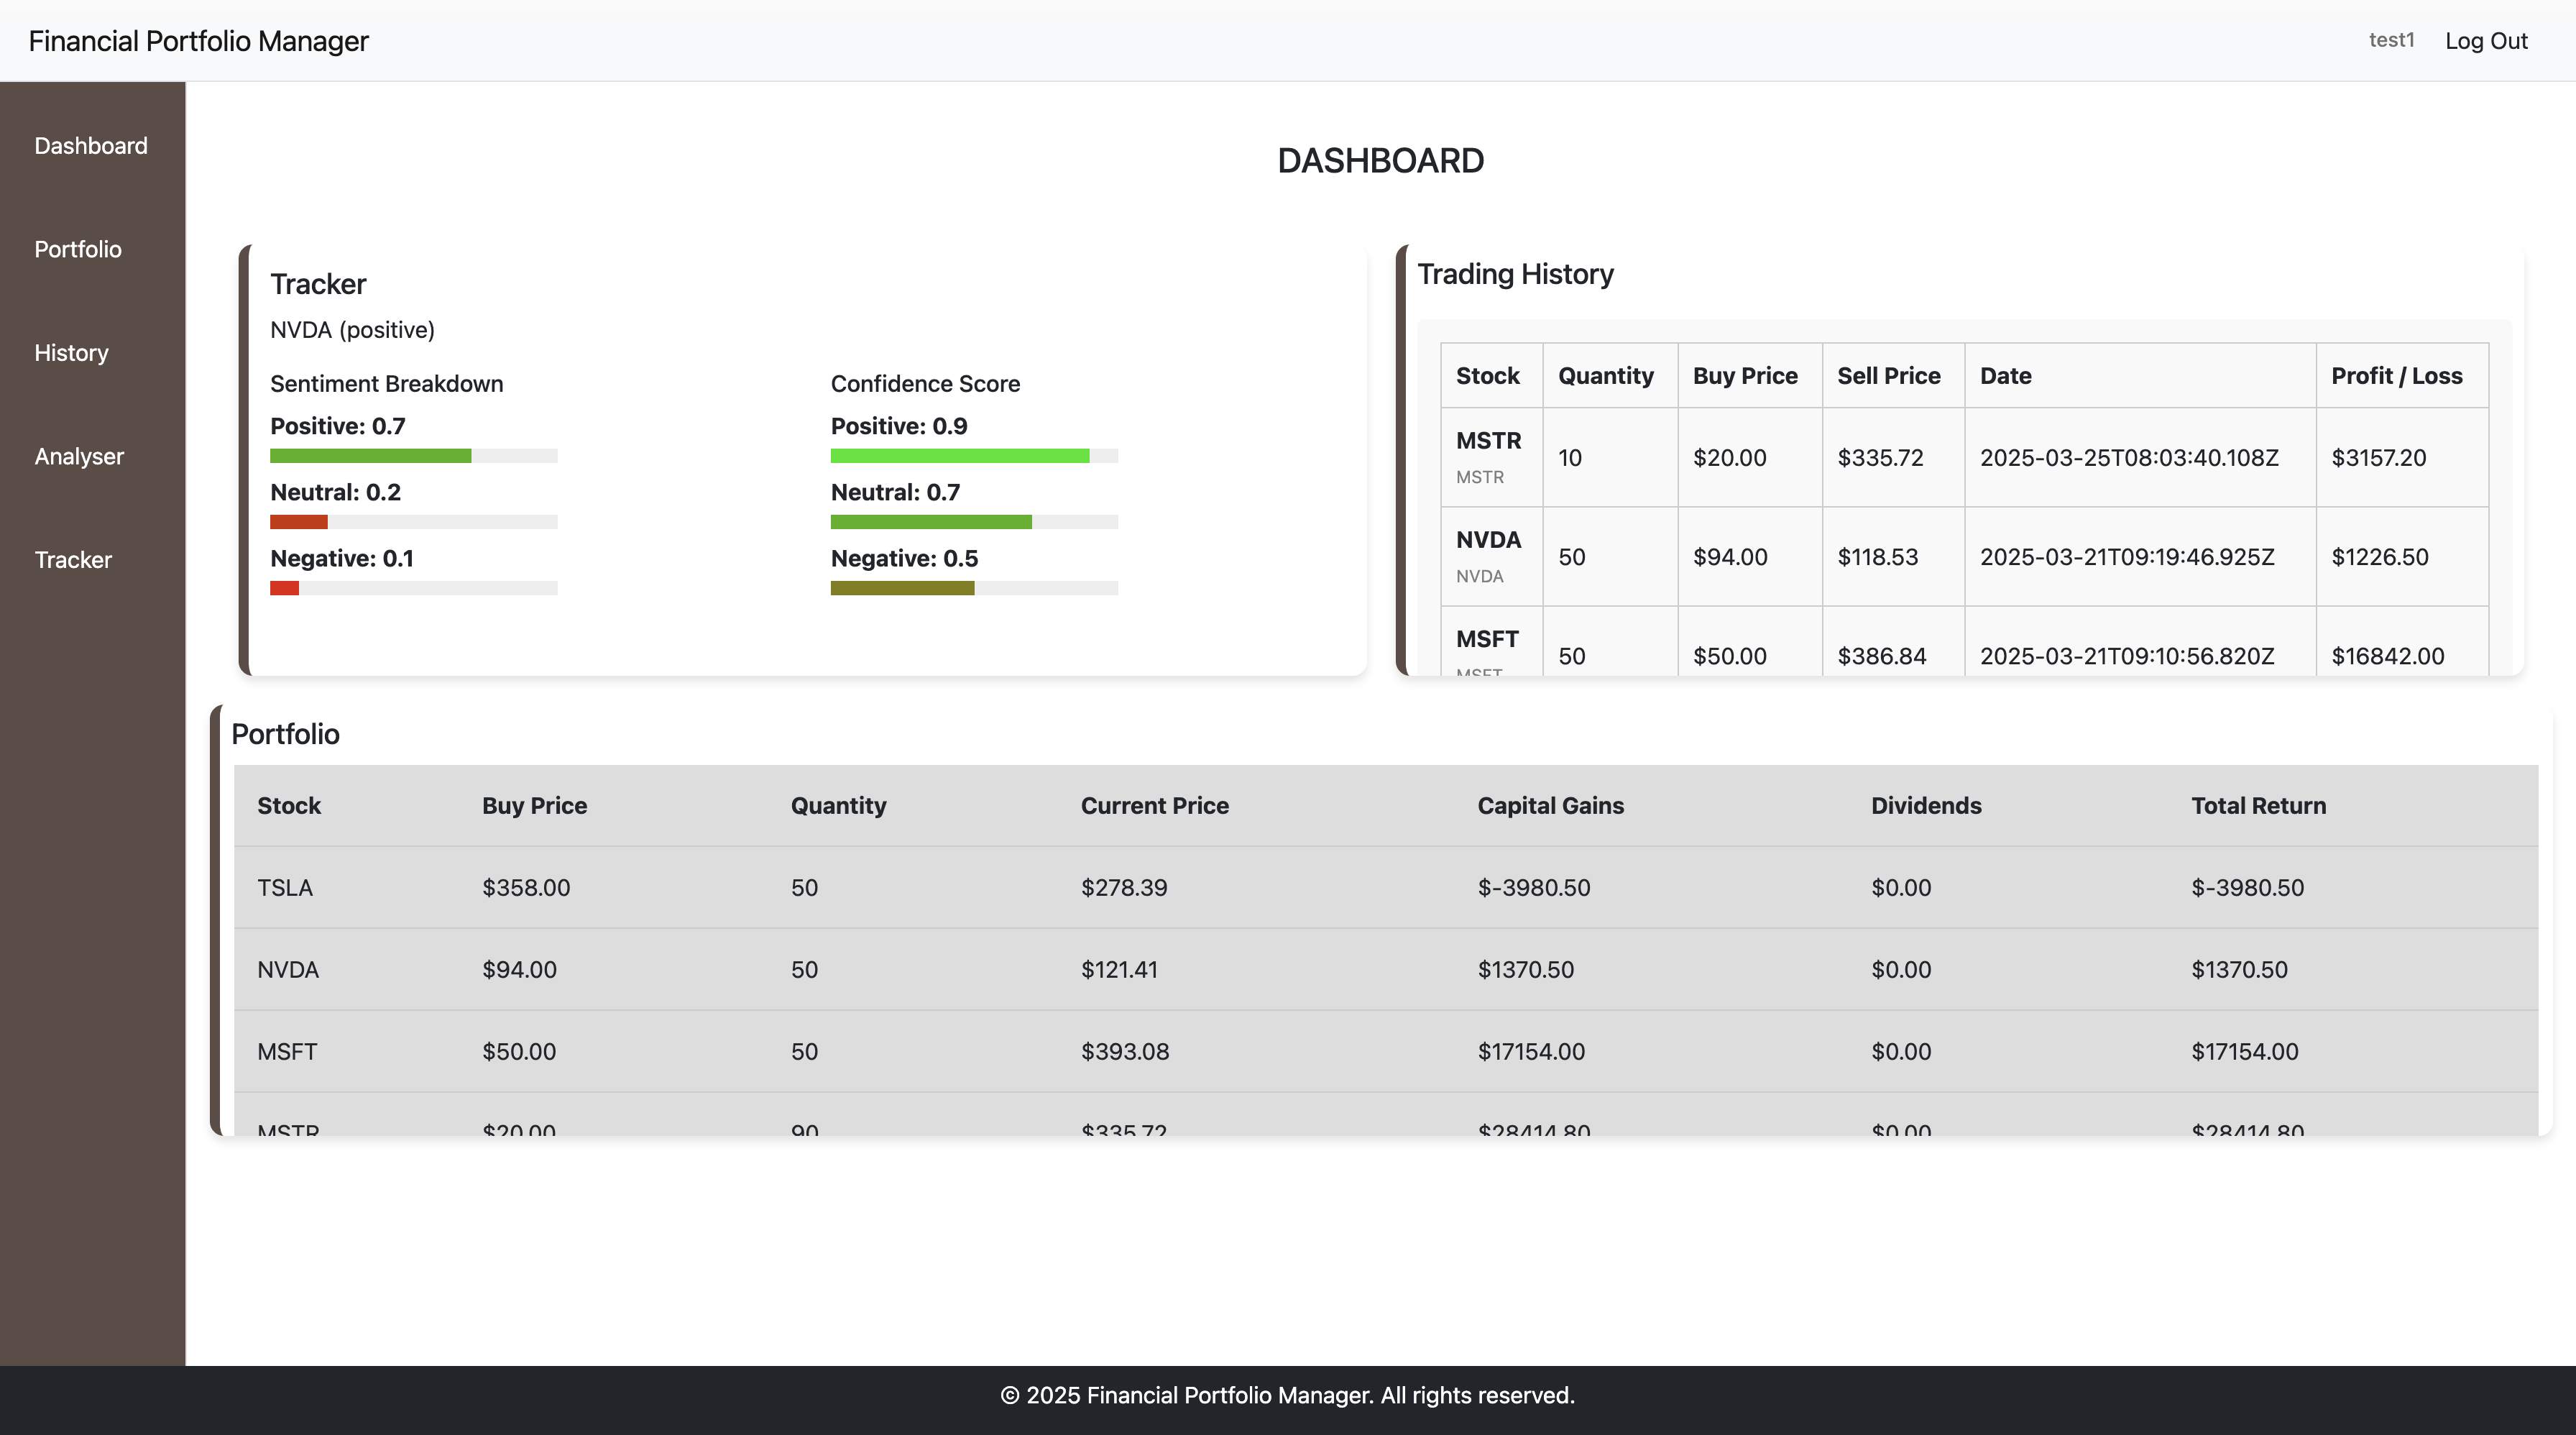 Financial Portfolio Manager
test1 Log Out
Dashboard
Portfolio
History
Analyser
Tracker
DASHBOARD
Tracker
NVDA (positive)
Sentiment Breakdown
Positive: 0.7
Neutral: 0.2
Negative: 0.1
Confidence Score
Positive: 0.9
Neutral: 0.7
Negative: 0.5
Trading History
Stock Quantity Buy Price Sell Price Date Profit / Loss
MSTR 10 $20.00 $335.72 2025-03-25T08:03:40.108Z $3157.20
MSTR
NVDA 50 $94.00 $118.53 2025-03-21T09:19:46.925Z $1226.50
NVDA
MSFT 50 $50.00 $386.84 2025-03-21T09:10:56.820Z $16842.00
MSFT
Portfolio
Stock Buy Price Quantity Current Price Capital Gains Dividends Total Return
TSLA $358.00 50 $278.39 $-3980.50 $0.00 $-3980.50
NVDA $94.00 50 $121.41 $1370.50 $0.00 $1370.50
MSFT $50.00 50 $393.08 $17154.00 $0.00 $17154.00
MSTR $20.00 90 $335.72 $28414.80 $0.00 $28414.80
© 2025 Financial Portfolio Manager. All rights reserved.